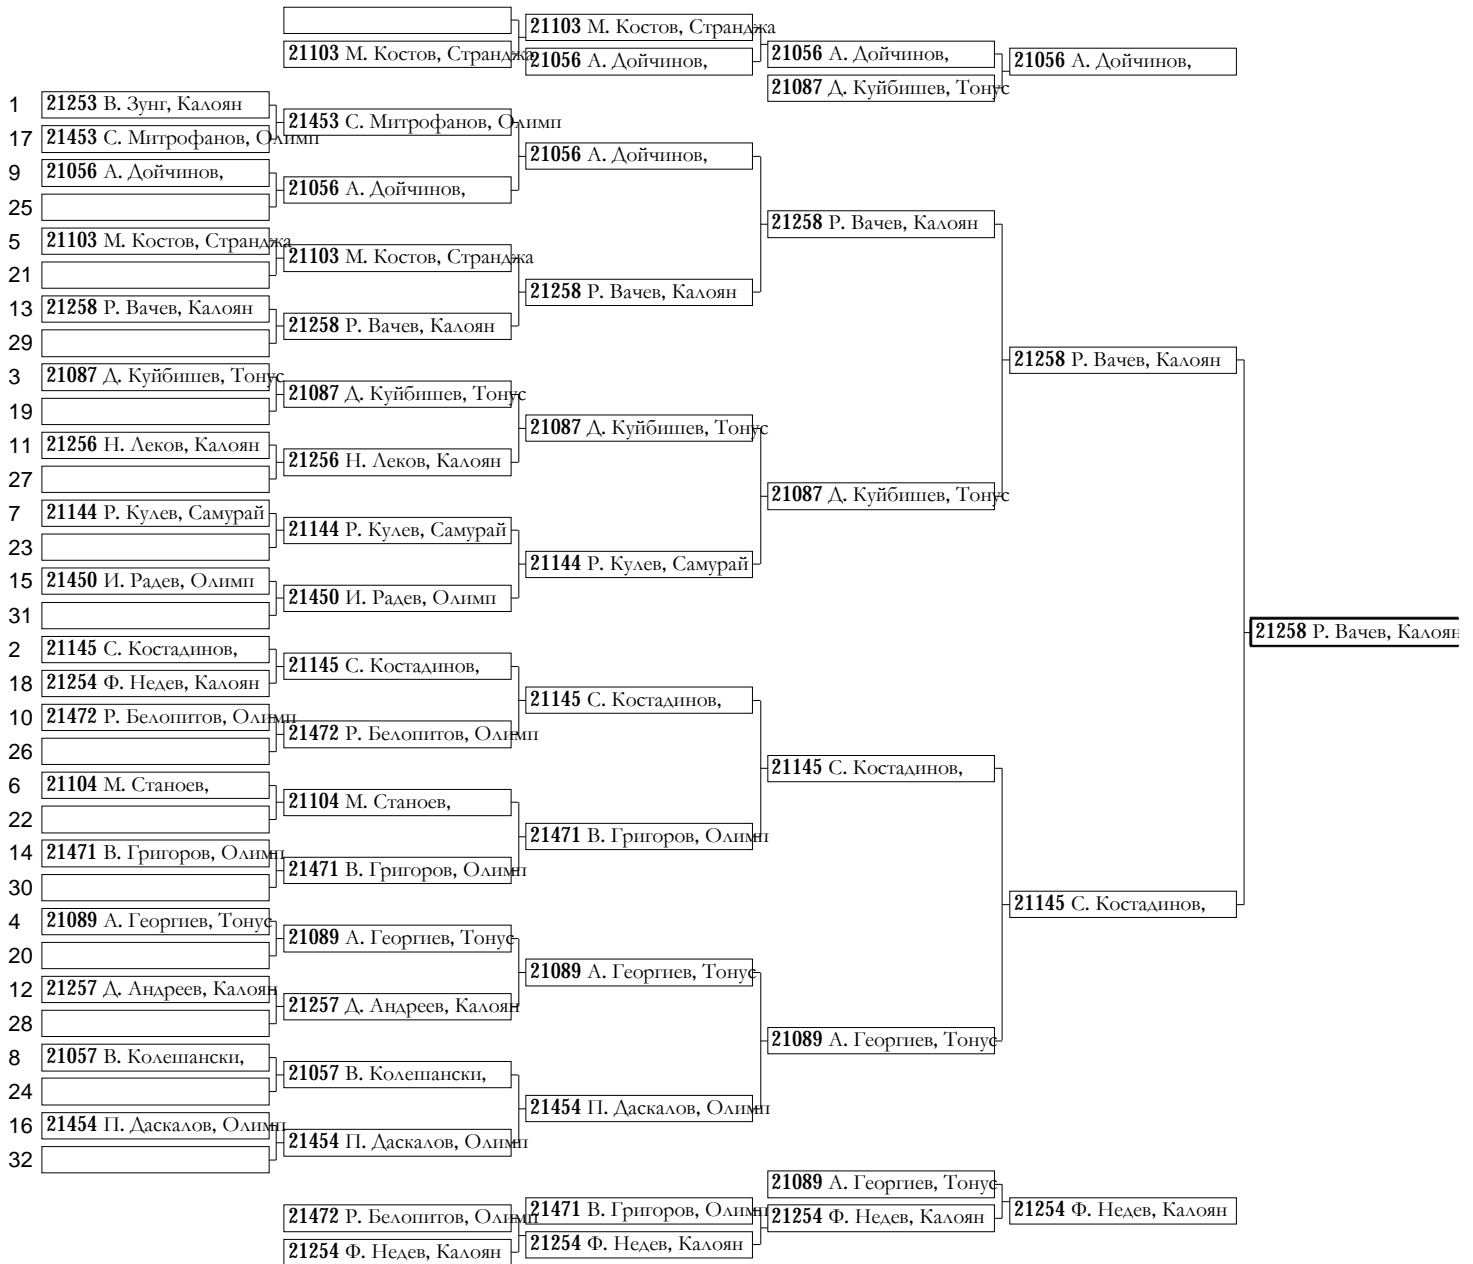 21103 М. Костов, Странджа
21103 М. Костов, Странджа
21056 А. Дойчинов,
21056 А. Дойчинов,
21056 А. Дойчинов,
21087 Д. Куйбишев, Тонус
1 21253 В. Зунг, Калоян
21453 С. Митрофанов, Олимп
17 21453 С. Митрофанов, Олимп
21056 А. Дойчинов,
9 21056 А. Дойчинов,
21056 А. Дойчинов,
25
21258 Р. Вачев, Калоян
5 21103 М. Костов, Странджа
21103 М. Костов, Странджа
21
21258 Р. Вачев, Калоян
13 21258 Р. Вачев, Калоян
21258 Р. Вачев, Калоян
29
21258 Р. Вачев, Калоян
3 21087 Д. Куйбишев, Тонус
21087 Д. Куйбишев, Тонус
19
21087 Д. Куйбишев, Тонус
11 21256 Н. Леков, Калоян
21256 Н. Леков, Калоян
27
21087 Д. Куйбишев, Тонус
7 21144 Р. Кулев, Самурай
21144 Р. Кулев, Самурай
23
21144 Р. Кулев, Самурай
15 21450 И. Радев, Олимп
21450 И. Радев, Олимп
31
21258 Р. Вачев, Калоян
2 21145 С. Костадинов,
21145 С. Костадинов,
18 21254 Ф. Недев, Калоян
21145 С. Костадинов,
10 21472 Р. Белопитов, Олимп
21472 Р. Белопитов, Олимп
26
21145 С. Костадинов,
6 21104 М. Станоев,
21104 М. Станоев,
22
21471 В. Григоров, Олимп
14 21471 В. Григоров, Олимп
21471 В. Григоров, Олимп
30
21145 С. Костадинов,
4 21089 А. Георгиев, Тонус
21089 А. Георгиев, Тонус
20
21089 А. Георгиев, Тонус
12 21257 Д. Андреев, Калоян
21257 Д. Андреев, Калоян
28
21089 А. Георгиев, Тонус
8 21057 В. Колешански,
21057 В. Колешански,
24
21454 П. Даскалов, Олимп
16 21454 П. Даскалов, Олимп
21454 П. Даскалов, Олимп
32
21089 А. Георгиев, Тонус
21472 Р. Белопитов, Олимп
21471 В. Григоров, Олимп
21254 Ф. Недев, Калоян
21254 Ф. Недев, Калоян
21254 Ф. Недев, Калоян
21254 Ф. Недев, Калоян